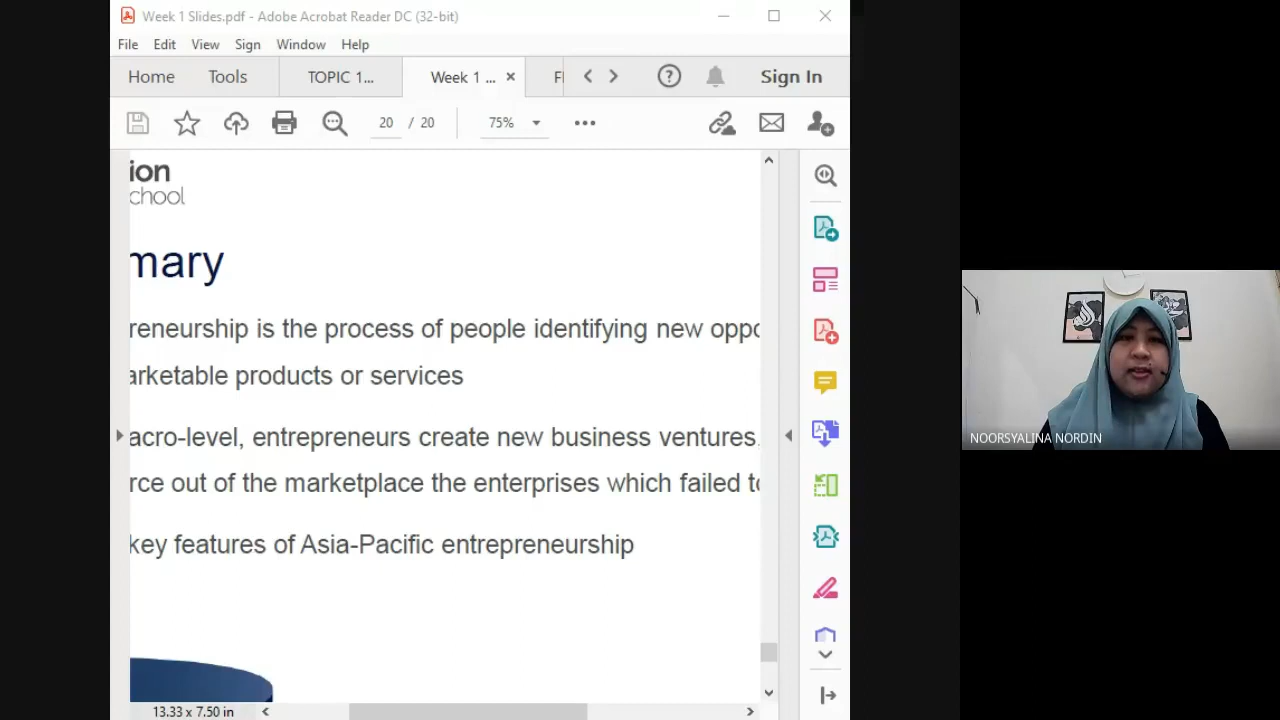 Week 1 Slides.pdf - Adobe Acrobat Reader DC (32-bit)
File Edit View Sign Window Help
Home Tools TOPIC 1... Week 1 ... Fl Sign In
20 / 20 75%
ion
chool
mary
reneurship is the process of people identifying new oppo
arketable products or services
acro-level, entrepreneurs create new business ventures,
rce out of the marketplace the enterprises which failed to
key features of Asia-Pacific entrepreneurship
13.33 x 7.50 in
NOORSYALINA NORDIN